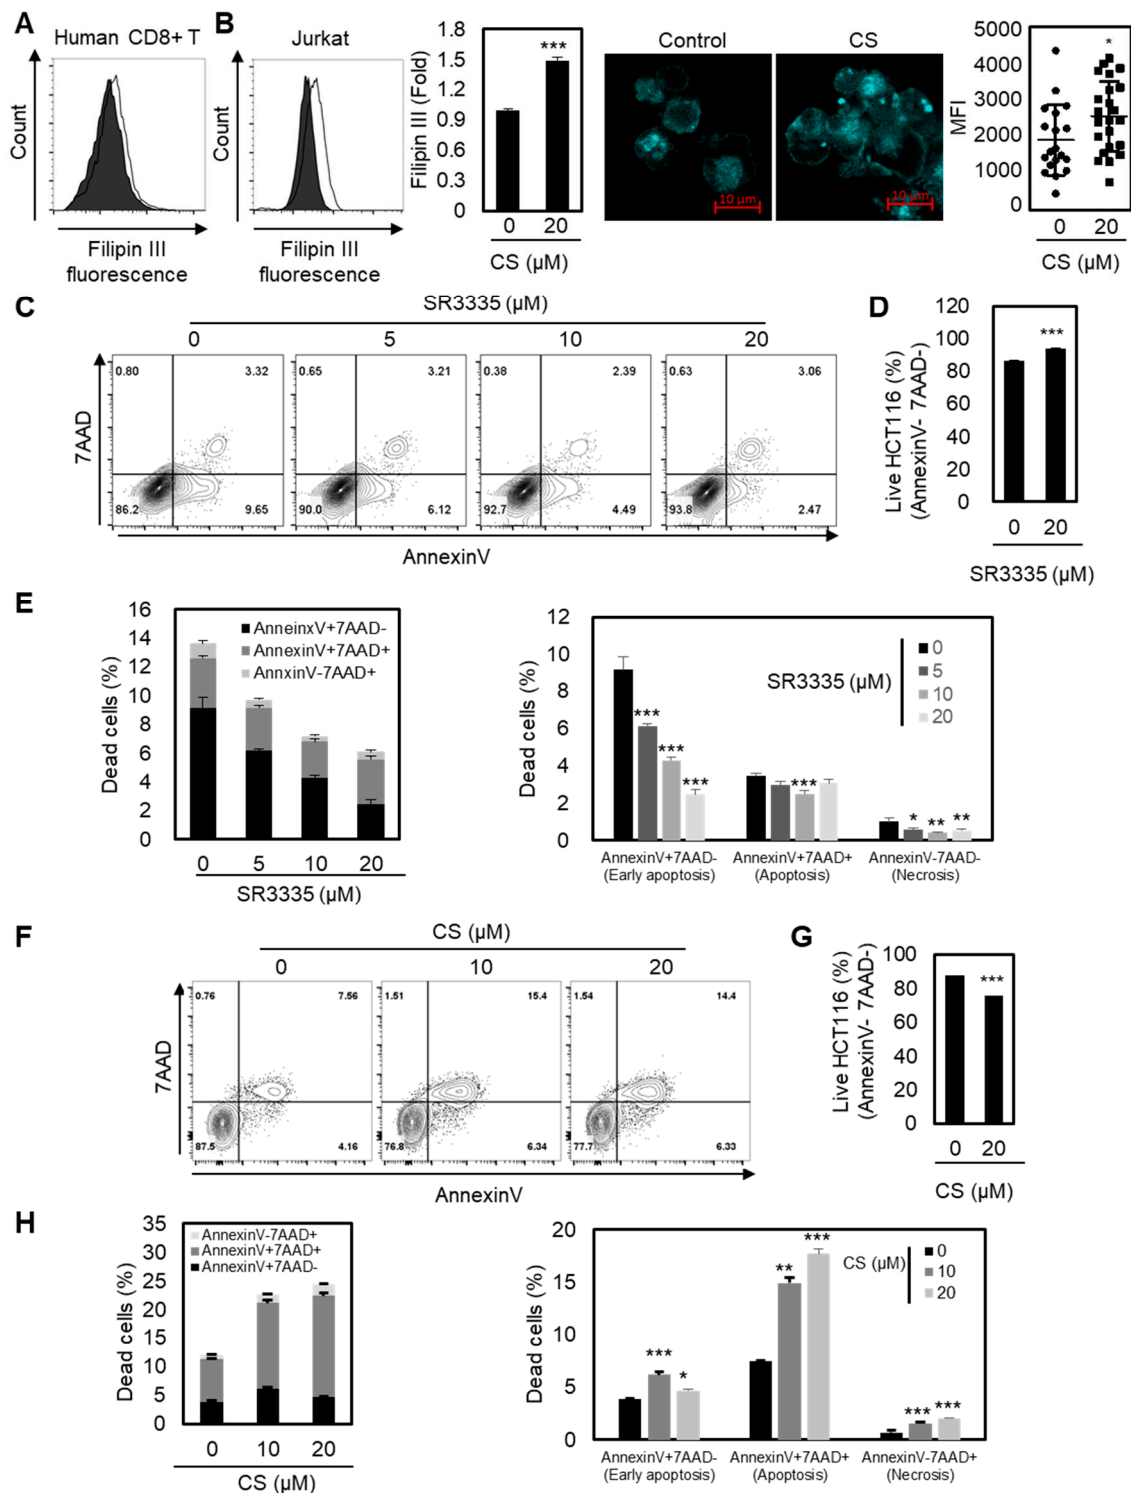 A
Human CD8+ T
Count
Filipin III
fluorescence
B
Jurkat
Count
Filipin III
fluorescence
Filipin III (Fold)
1.8
1.5
1.2
0.9
0.6
0.3
0
***
0 20
CS (µM)
Control
10 µm
CS
10 µm
MFI
5000
4000
3000
2000
1000
0
*
0 20
CS (µM)
C
SR3335 (µM)
0 5 10 20
7AAD
0.80 3.32
86.2 9.65
0.65 3.21
90.0 6.12
0.38 2.39
92.7 4.49
0.63 3.06
93.8 2.47
AnnexinV
D
Live HCT116 (%)
(AnnexinV- 7AAD-)
120
100
80
60
40
20
0
***
0 20
SR3335 (µM)
E
Dead cells (%)
16
14
12
10
8
6
4
2
0
AnneinxV+7AAD-
AnnexinV+7AAD+
AnnxinV-7AAD+
0 5 10 20
SR3335 (µM)
Dead cells (%)
12
10
8
6
4
2
0
SR3335 (µM)
0
5
10
20
*** *** ***
***
* ** **
AnnexinV+7AAD- AnnexinV+7AAD+ AnnexinV-7AAD-
(Early apoptosis) (Apoptosis) (Necrosis)
F
CS (µM)
0 10 20
7AAD
0.76 7.56
87.5 4.16
1.51 15.4
76.8 6.34
1.54 14.4
77.7 6.33
AnnexinV
G
Live HCT116 (%)
(AnnexinV- 7AAD-)
100
80
60
40
20
0
***
0 20
CS (µM)
H
Dead cells (%)
35
30
25
20
15
10
5
0
AnnexinV-7AAD+
AnnexinV+7AAD+
AnnexinV+7AAD-
0 10 20
CS (µM)
Dead cells (%)
20
15
10
5
0
CS (µM)
0
10
20
*** *
** ***
*** ***
AnnexinV+7AAD- AnnexinV+7AAD+ AnnexinV-7AAD+
(Early apoptosis) (Apoptosis) (Necrosis)